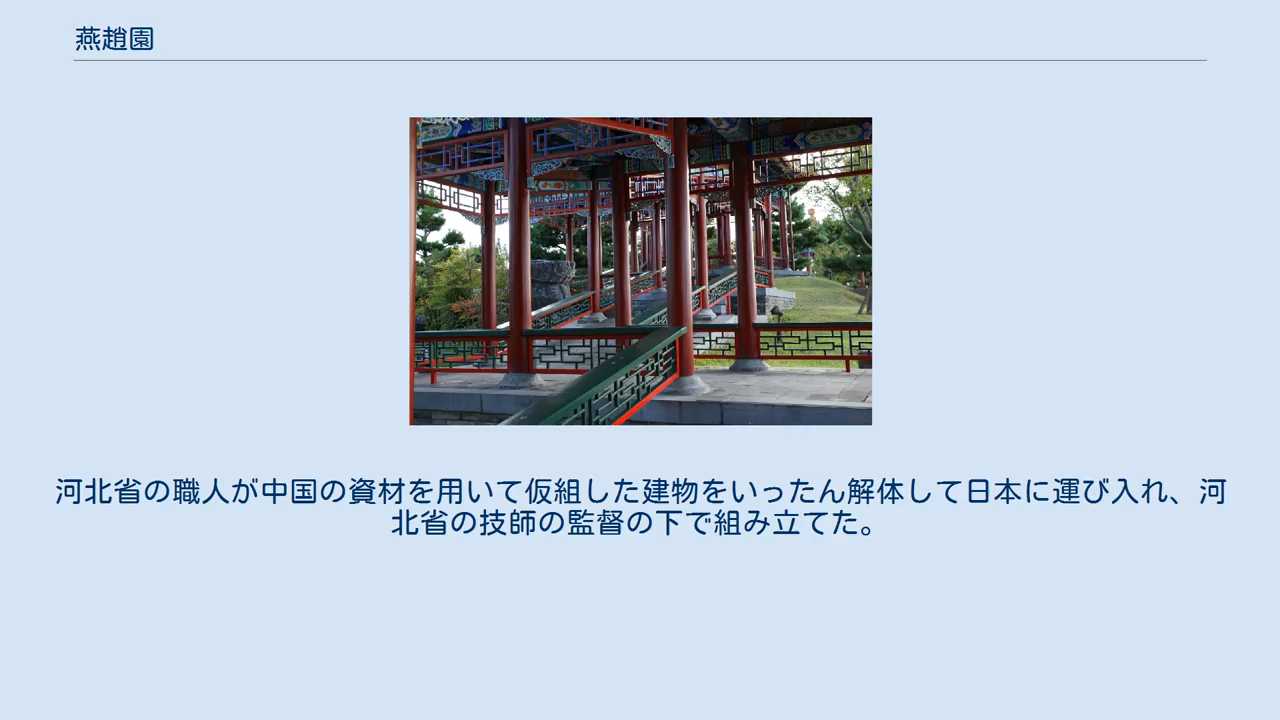 燕趙園
河北省の職人が中国の資材を用いて仮組した建物をいったん解体して日本に運び入れ、河
北省の技師の監督の下で組み立てた。